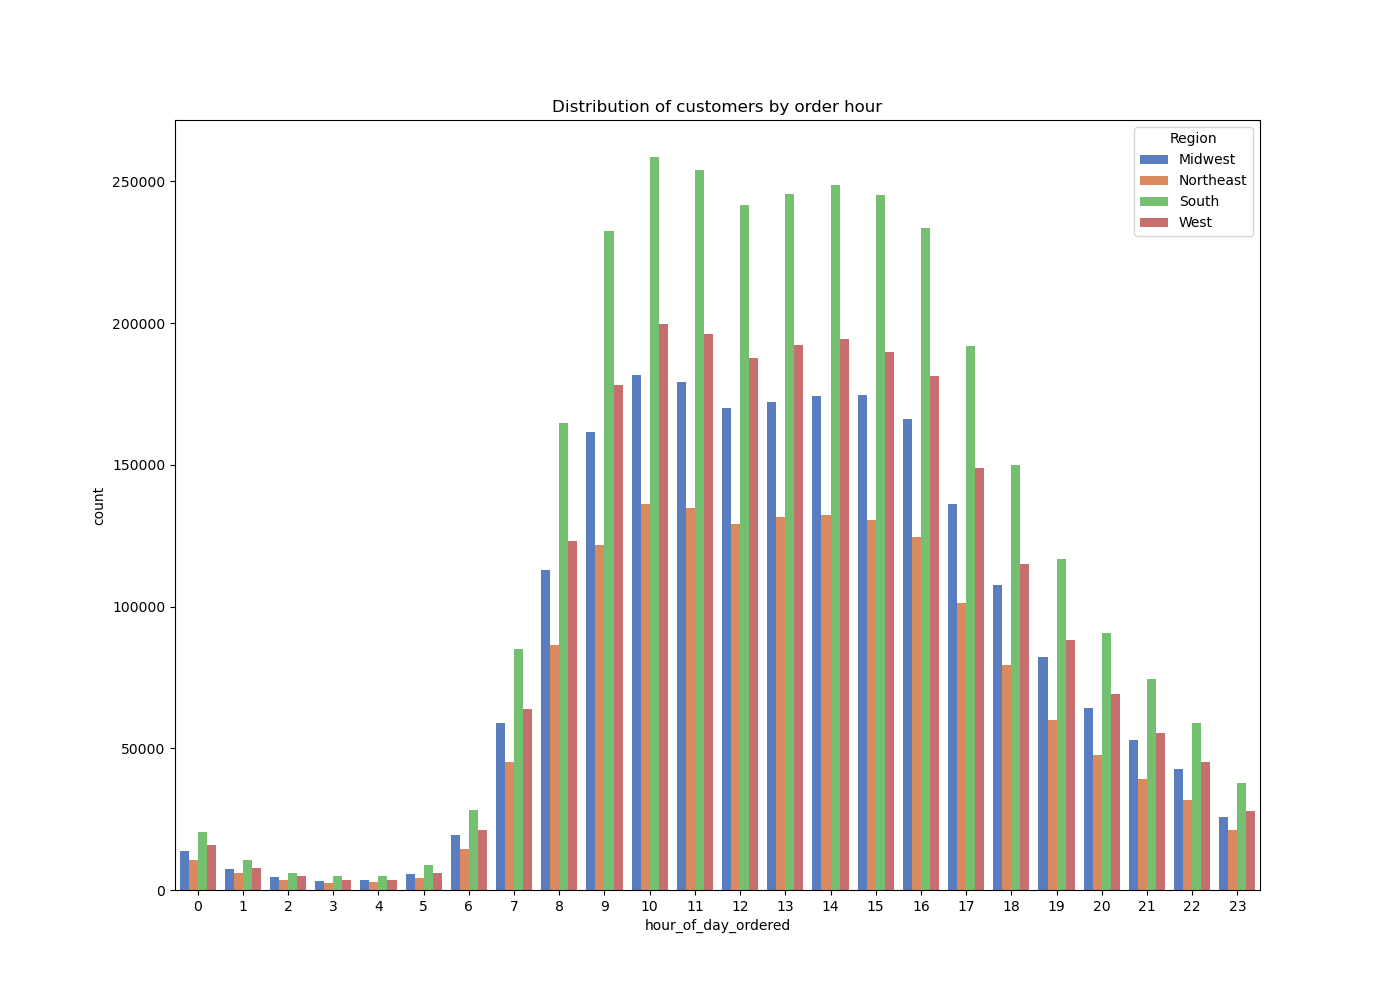 Distribution of customers by order hour
Region
Midwest
Northeast
South
West
250000
200000
150000
100000
50000
0
count
0 1 2 3 4 5 6 7 8 9 10 11 12 13 14 15 16 17 18 19 20 21 22 23
hour_of_day_ordered